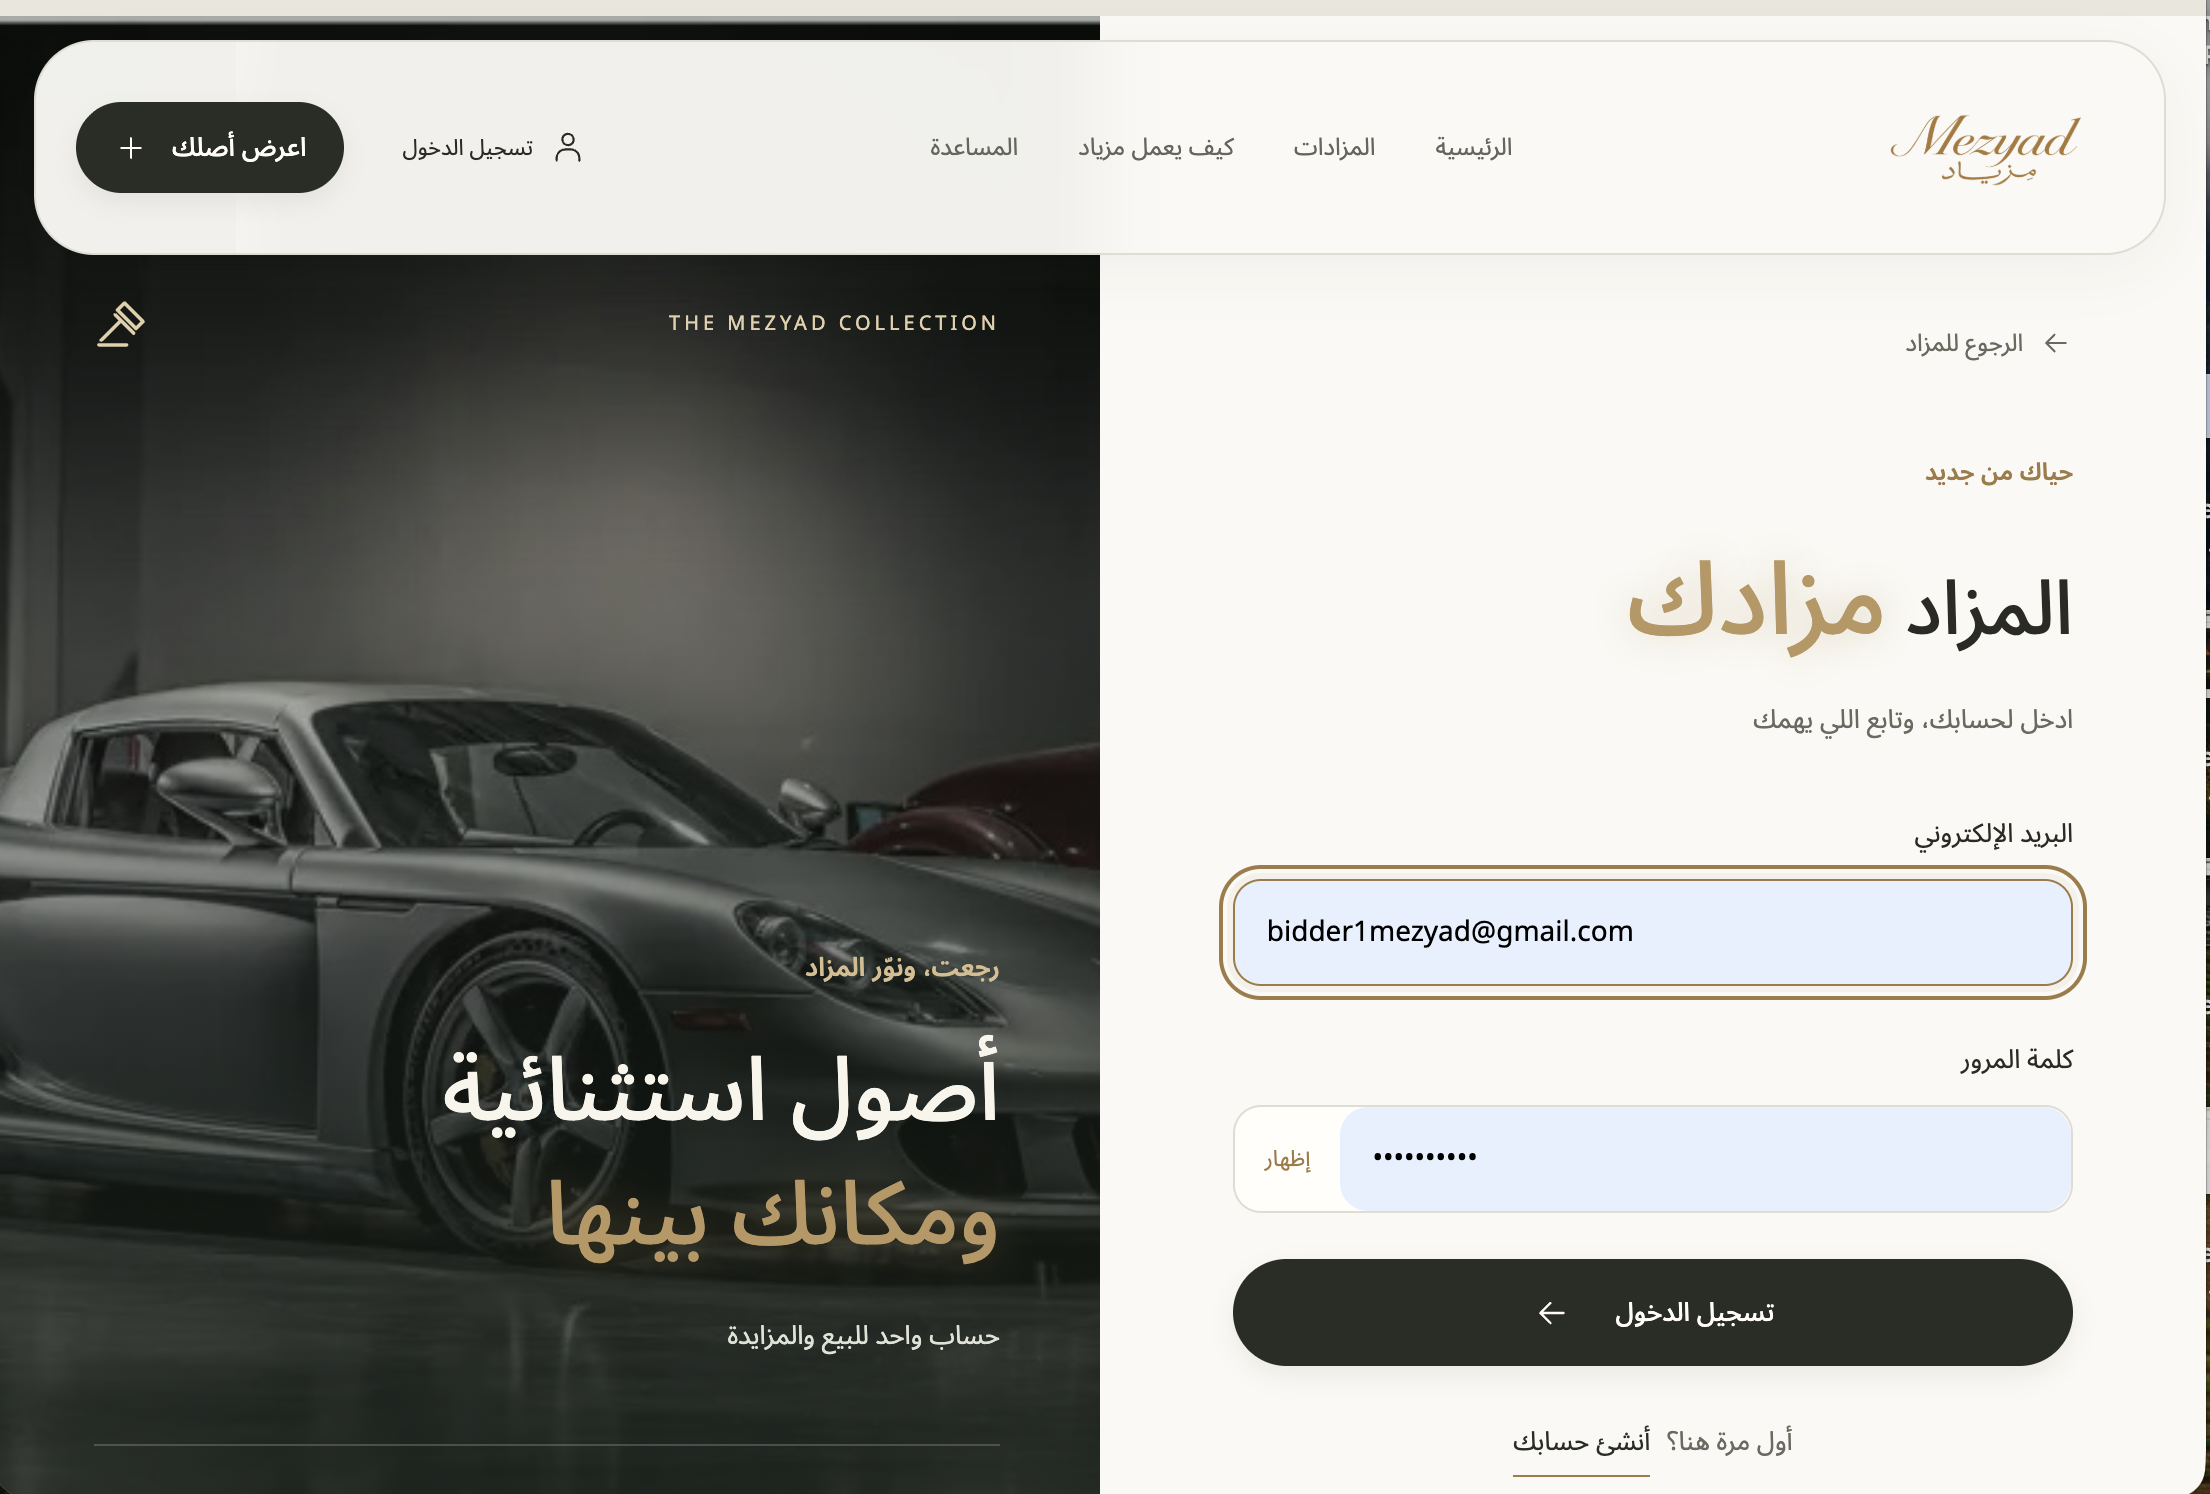 Mezyad
مزياد
الرئيسية
المزادات
كيف يعمل مزياد
المساعدة
تسجيل الدخول
اعرض أصلك
الرجوع للمزاد
حياك من جديد
المزاد مزادك
ادخل لحسابك، وتابع اللي يهمك
البريد الإلكتروني
bidder1mezyad@gmail.com
كلمة المرور
••••••••••
إظهار
تسجيل الدخول
أول مرة هنا؟ أنشئ حسابك
THE MEZYAD COLLECTION
رجعت، ونوّر المزاد
أصول استثنائية
ومكانك بينها
حساب واحد للبيع والمزايدة